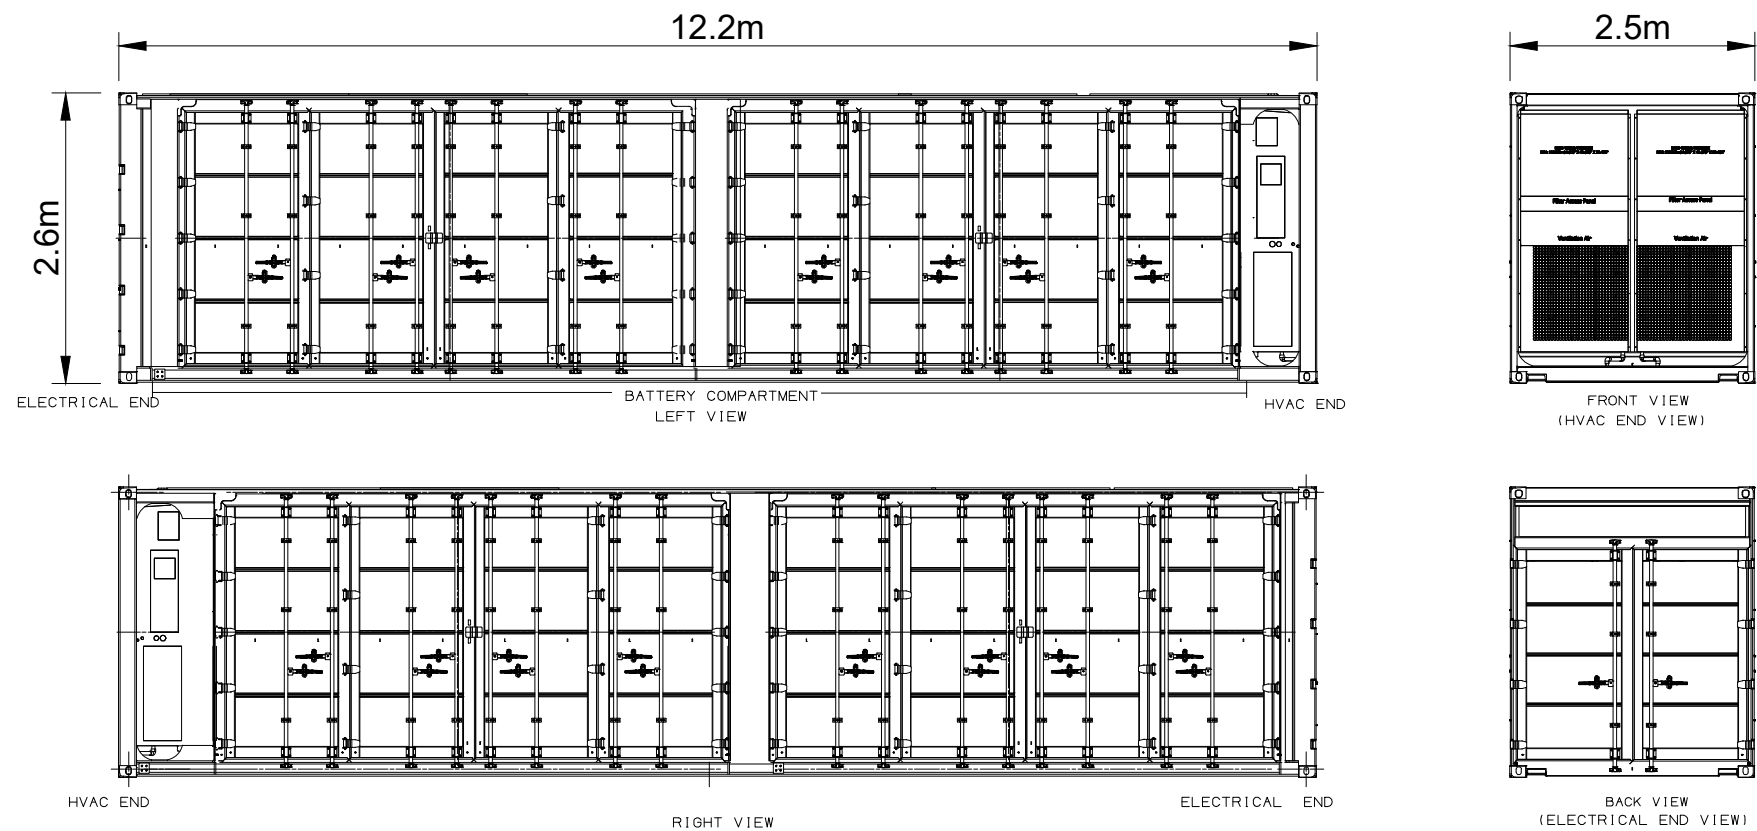 12.2m
2.5m
2.6m
Filter Access Panel
Filter Access Panel
Ventilation Air
Ventilation Air
ELECTRICAL END
BATTERY COMPARTMENT
HVAC END
LEFT VIEW
FRONT VIEW
(HVAC END VIEW)
HVAC END
ELECTRICAL END
RIGHT VIEW
BACK VIEW
(ELECTRICAL END VIEW)